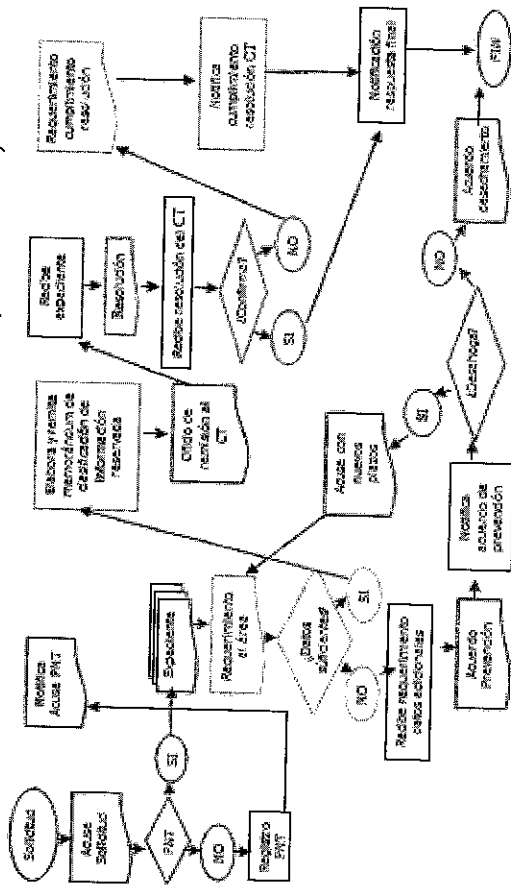 Solicitud
Acuse
Solicitud
PNT
SI
NO
Registro
PNT
Notifica
Acuse PNT
Expediente
Requerimiento
al área
¿Datos
suficientes?
SI
NO
Recibe requerimiento
datos adicionales
Acuerdo
Prevención
Notifica
acuerdo de
prevención
¿Desahoga?
SI
NO
Acuse con
nuevos
plazos
Acuerdo
desechamiento
FIN
Elabora y remite
memorándum de
clasificación de
información
reservada
Oficio de
remisión al
CT
Recibe
expediente
Resolución
Recibe resolución del CT
¿Confirma?
SI
NO
Requerimiento
cumplimiento
resolución
Notifica
cumplimiento
resolución CT
Notificación
respuesta final